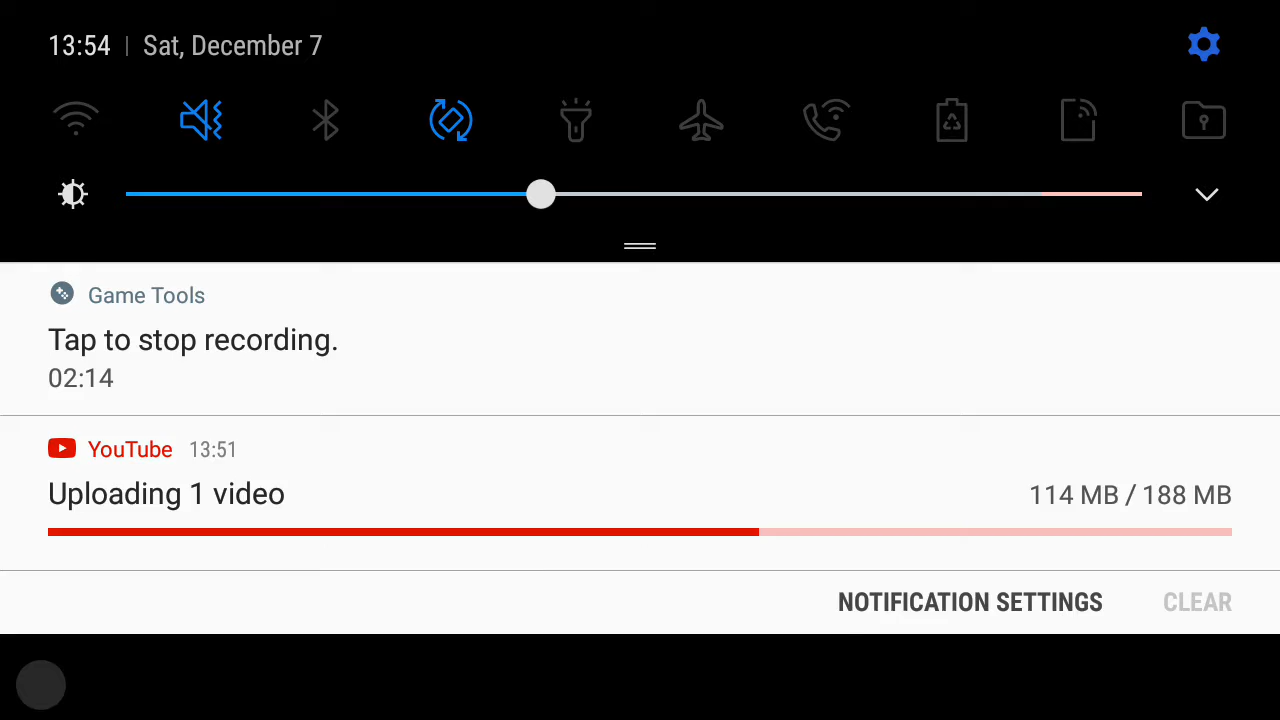 13:54 | Sat, December 7
Game Tools
Tap to stop recording.
02:14
YouTube 13:51
Uploading 1 video 114 MB / 188 MB
NOTIFICATION SETTINGS CLEAR